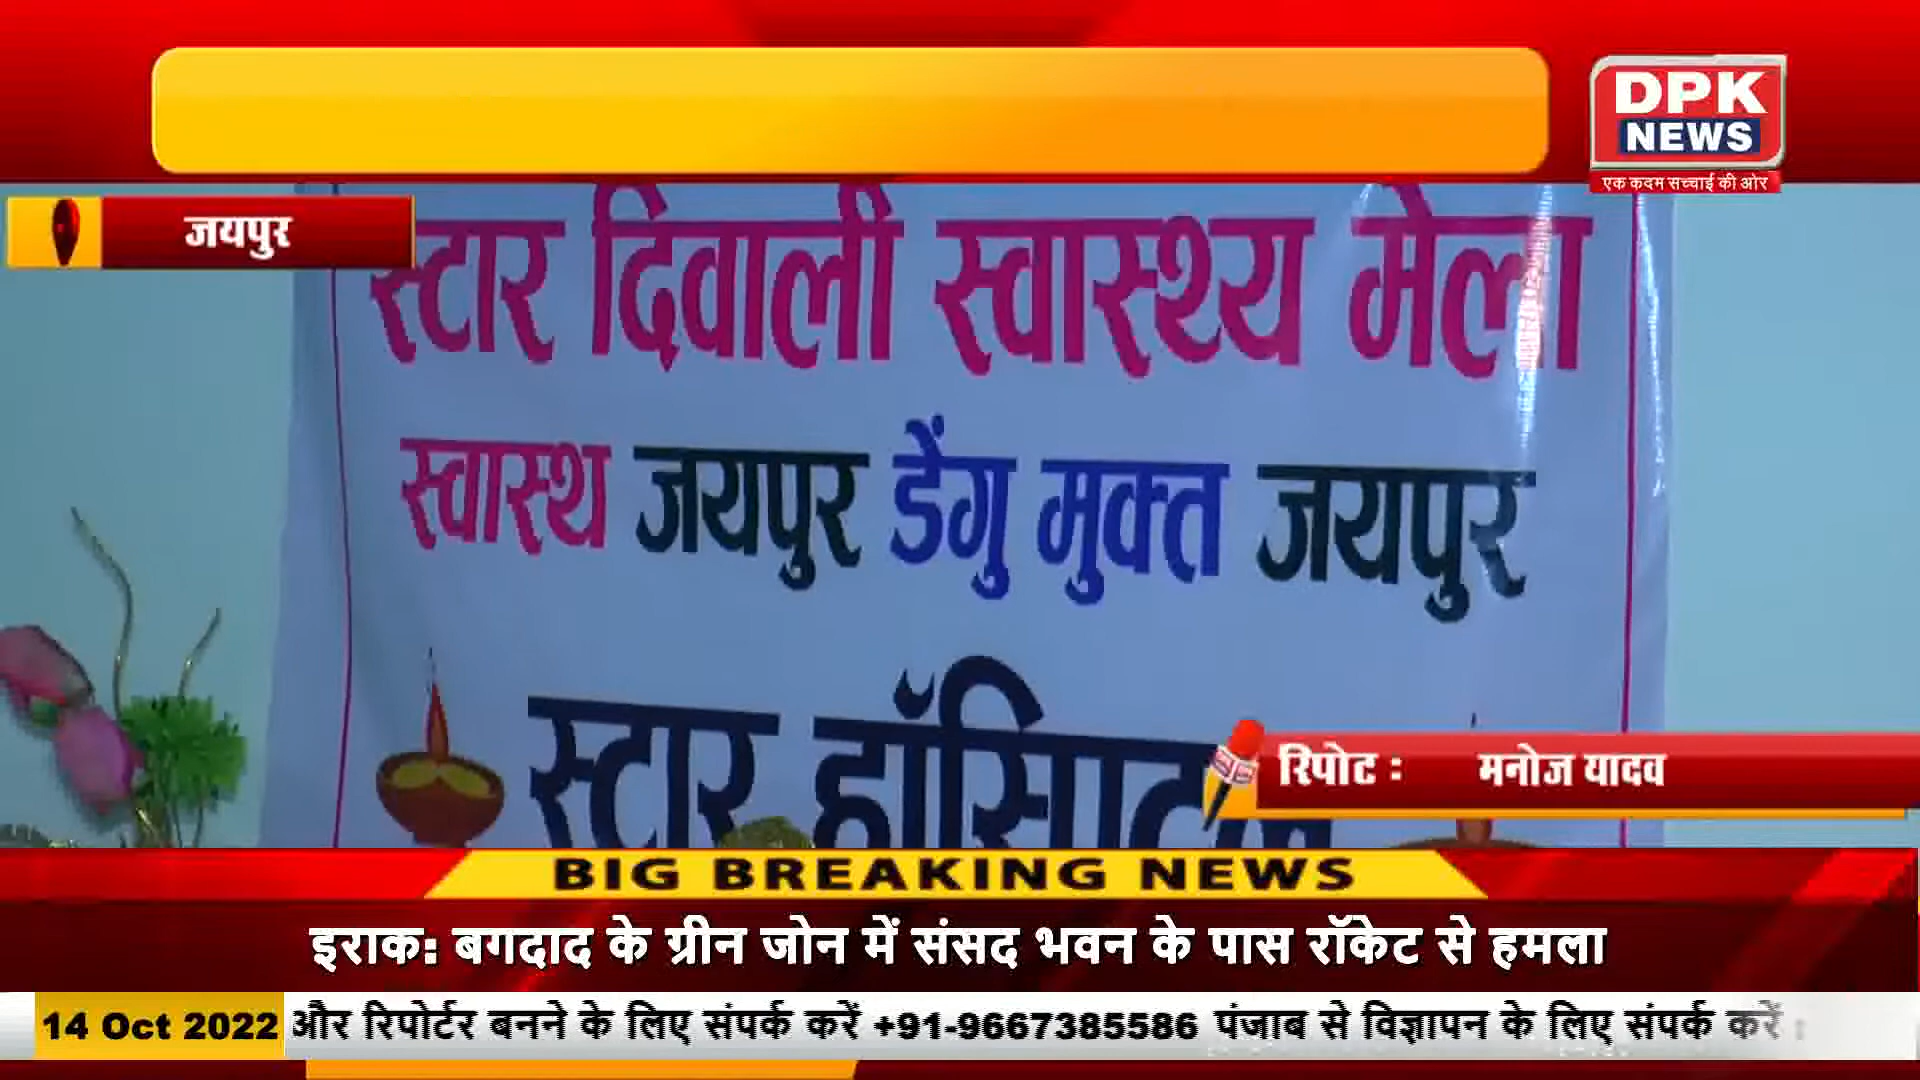 DPK
NEWS
एक कदम सच्चाई की ओर
जयपुर
स्टार दिवाली स्वास्थ्य मेला
स्वास्थ जयपुर डेंगु मुक्त जयपुर
स्टार हॉस्पिटल
रिपोट : मनोज यादव
BIG BREAKING NEWS
इराक: बगदाद के ग्रीन जोन में संसद भवन के पास रॉकेट से हमला
14 Oct 2022 और रिपोर्टर बनने के लिए संपर्क करें +91-9667385586 पंजाब से विज्ञापन के लिए संपर्क करें :